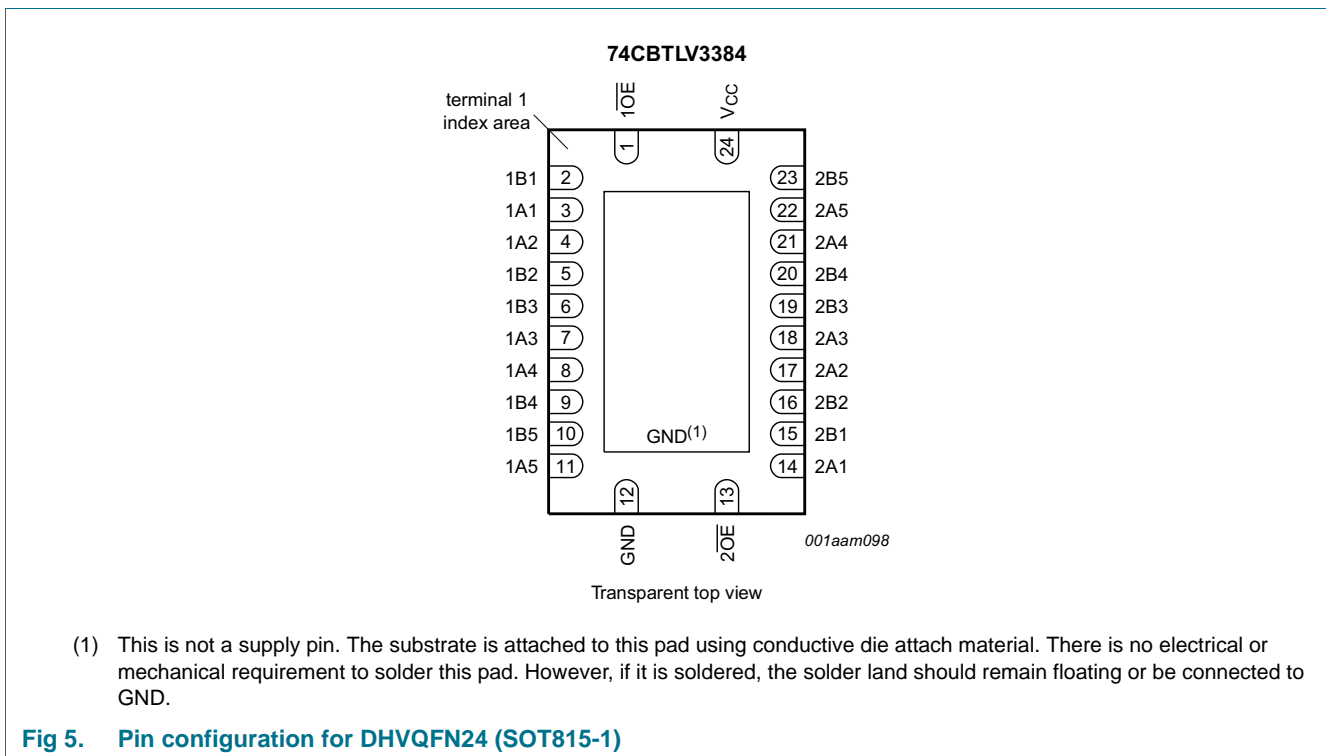 74CBTLV3384
terminal 1
index area
1OE
VCC
1
24
1B1 2
23 2B5
1A1 3
22 2A5
1A2 4
21 2A4
1B2 5
20 2B4
1B3 6
19 2B3
1A3 7
18 2A3
1A4 8
17 2A2
1B4 9
16 2B2
1B5 10
GND(1)
15 2B1
1A5 11
14 2A1
12
13
GND
2OE
001aam098
Transparent top view
(1) This is not a supply pin. The substrate is attached to this pad using conductive die attach material. There is no electrical or
mechanical requirement to solder this pad. However, if it is soldered, the solder land should remain floating or be connected to
GND.
Fig 5. Pin configuration for DHVQFN24 (SOT815-1)